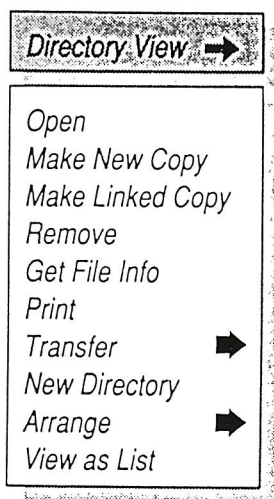 Directory View
Open
Make New Copy
Make Linked Copy
Remove
Get File Info
Print
Transfer
New Directory
Arrange
View as List